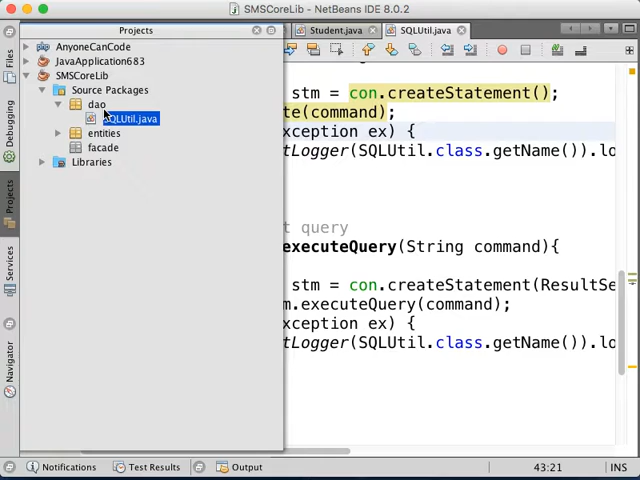 SMSCoreLib - NetBeans IDE 8.0.2
Projects
Student.java
SQLUtil.java
Files
Debugging
Projects
Services
Navigator
AnyoneCanCode
JavaApplication683
SMSCoreLib
Source Packages
dao
SQLUtil.java
entities
facade
Libraries
stm = con.createStatement();
te(command);
xception ex) {
tLogger(SQLUtil.class.getName()).lo
t query
executeQuery(String command){
stm = con.createStatement(ResultSe
m.executeQuery(command);
xception ex) {
tLogger(SQLUtil.class.getName()).lo
Notifications
Test Results
Output
43:21
INS